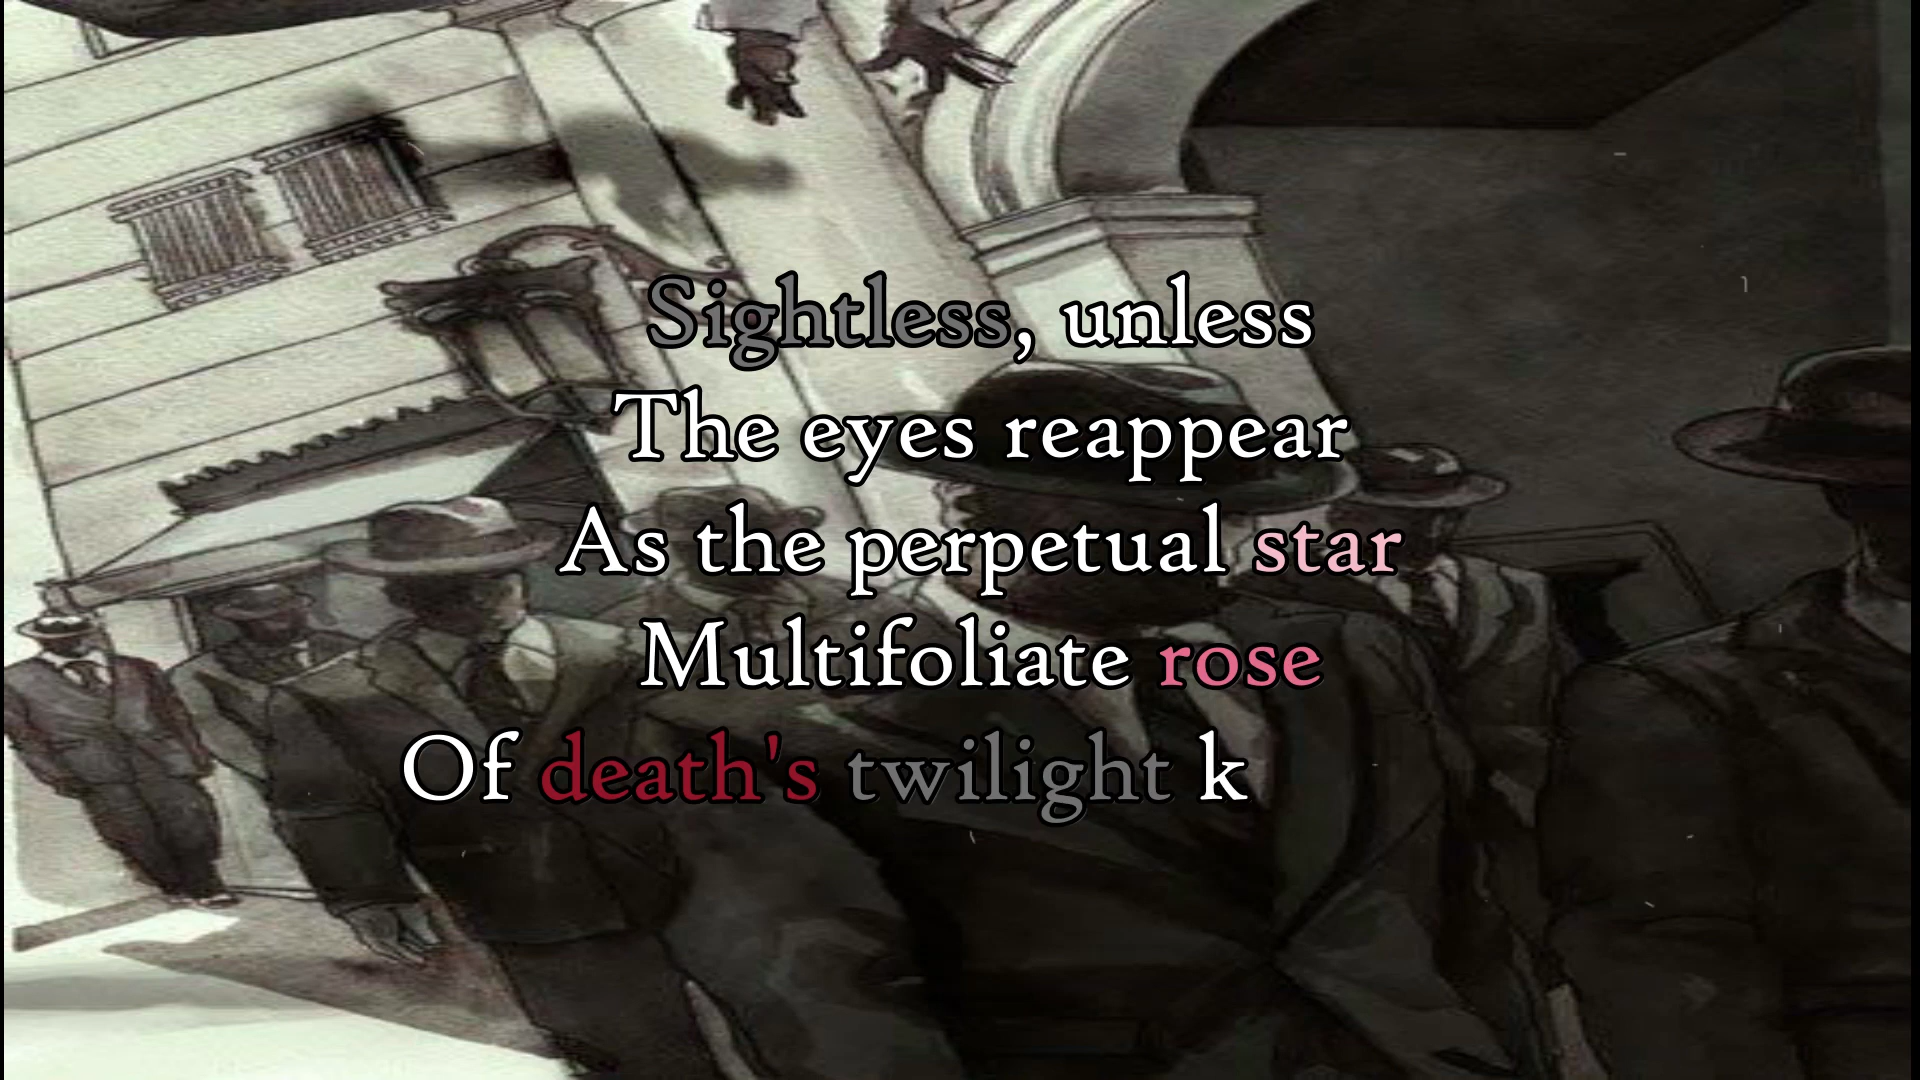 Sightless, unless
The eyes reappear
As the perpetual star
Multifoliate rose
Of death's twilight k